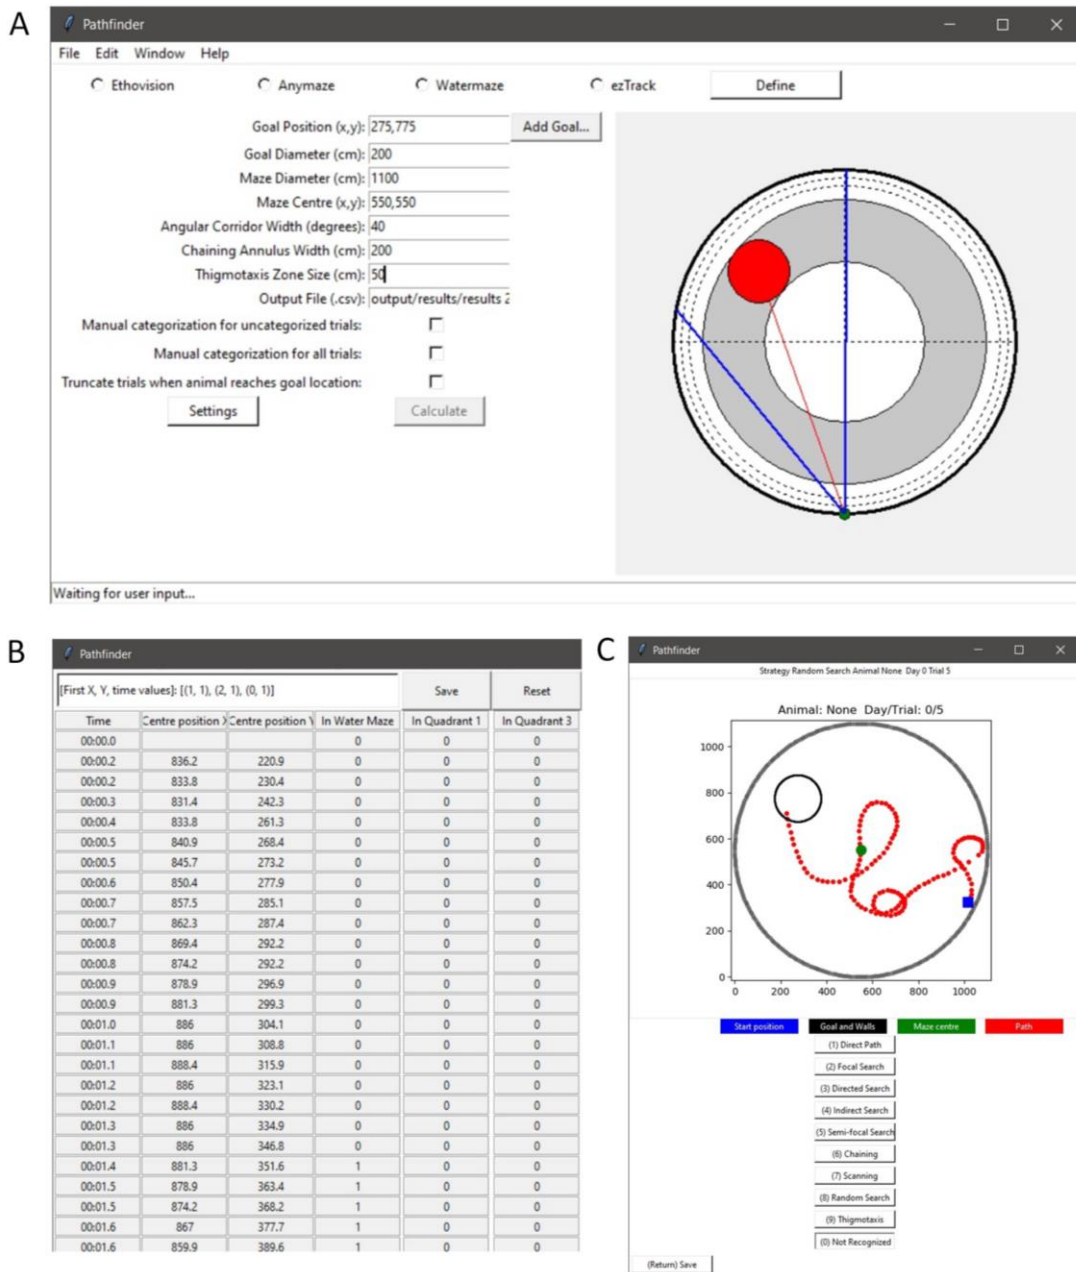 A
Pathfinder
File Edit Window Help
Ethovision Anymaze Watermaze ezTrack Define
Goal Position (x,y): 275,775 Add Goal...
Goal Diameter (cm): 200
Maze Diameter (cm): 1100
Maze Centre (x,y): 550,550
Angular Corridor Width (degrees): 40
Chaining Annulus Width (cm): 200
Thigmotaxis Zone Size (cm): 50
Output File (.csv): output/results/results 2
Manual categorization for uncategorized trials:
Manual categorization for all trials:
Truncate trials when animal reaches goal location:
Settings Calculate
Waiting for user input...
B
Pathfinder
[First X, Y, time values]: [(1, 1), (2, 1), (0, 1)] Save Reset
Time Centre position X Centre position Y In Water Maze In Quadrant 1 In Quadrant 3
00:00.0 0 0 0
00:00.2 836.2 220.9 0 0 0
00:00.2 833.8 230.4 0 0 0
00:00.3 831.4 242.3 0 0 0
00:00.4 833.8 261.3 0 0 0
00:00.5 840.9 268.4 0 0 0
00:00.5 845.7 273.2 0 0 0
00:00.6 850.4 277.9 0 0 0
00:00.7 857.5 285.1 0 0 0
00:00.7 862.3 287.4 0 0 0
00:00.8 869.4 292.2 0 0 0
00:00.8 874.2 292.2 0 0 0
00:00.9 878.9 296.9 0 0 0
00:00.9 881.3 299.3 0 0 0
00:01.0 886 304.1 0 0 0
00:01.1 886 308.8 0 0 0
00:01.1 888.4 315.9 0 0 0
00:01.2 886 323.1 0 0 0
00:01.2 888.4 330.2 0 0 0
00:01.3 886 334.9 0 0 0
00:01.3 886 346.8 0 0 0
00:01.4 881.3 351.6 1 0 0
00:01.5 878.9 363.4 1 0 0
00:01.5 874.2 368.2 1 0 0
00:01.6 867 377.7 1 0 0
00:01.6 859.9 389.6 1 0 0
C
Pathfinder
Strategy Random Search Animal None Day 0 Trial 5
Animal: None Day/Trial: 0/5
1000
800
600
400
200
0
0 200 400 600 800 1000
Start position Goal and Walls Maze centre Path
(1) Direct Path
(2) Focal Search
(3) Directed Search
(4) Indirect Search
(5) Semi-focal Search
(6) Chaining
(7) Scanning
(8) Random Search
(9) Thigmotaxis
(0) Not Recognized
(Return) Save